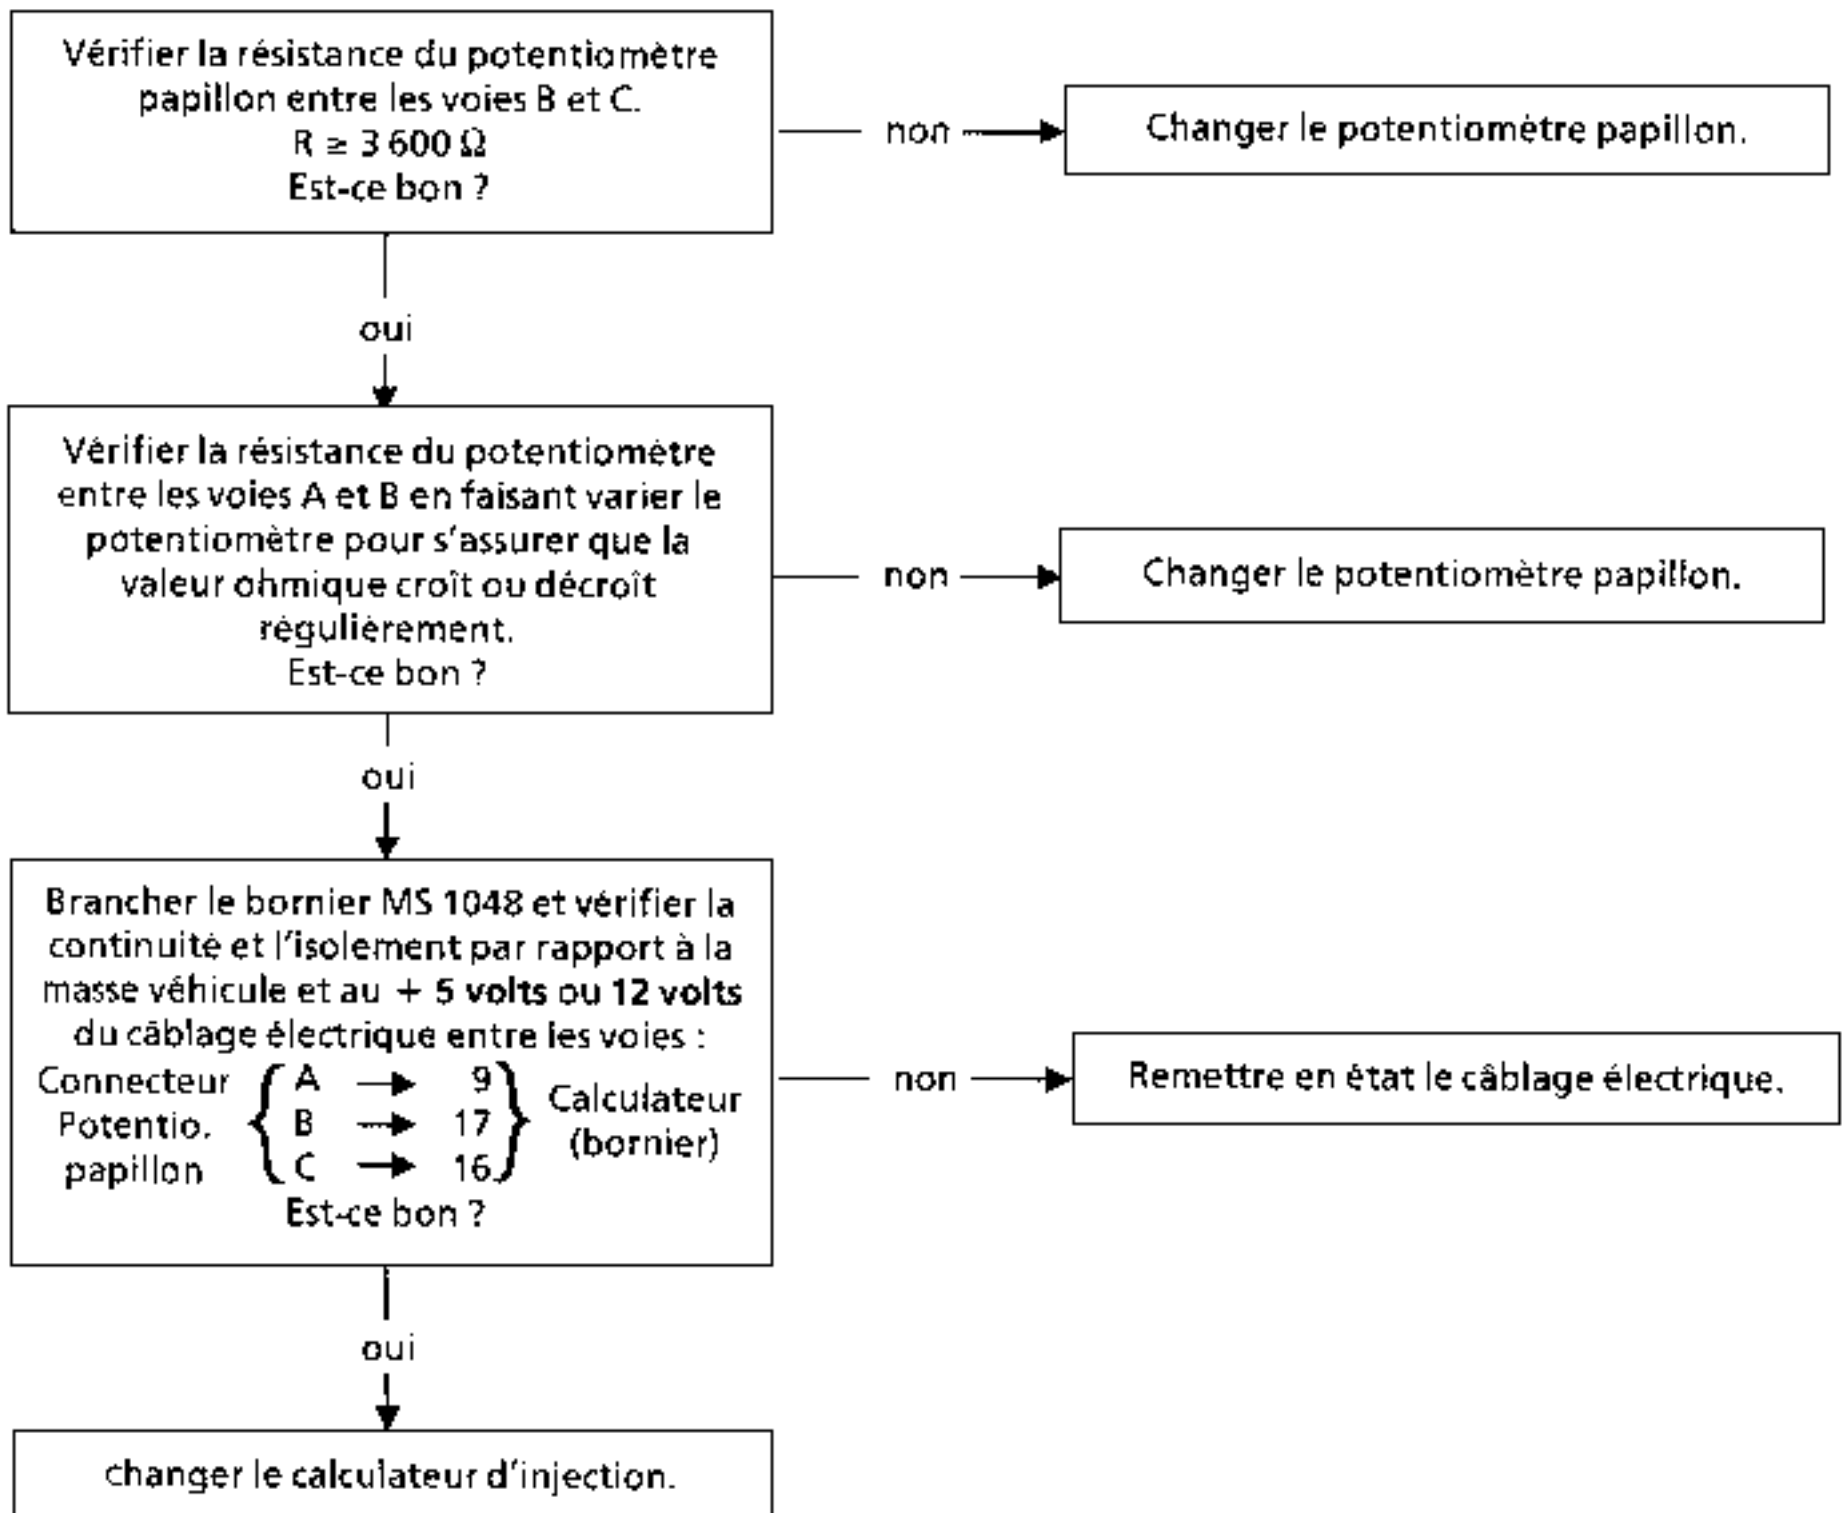 Vérifier la résistance du potentiomètre
papillon entre les voies B et C.
R ≥ 3 600 Ω
Est-ce bon ?
non
Changer le potentiomètre papillon.
oui
Vérifier la résistance du potentiomètre
entre les voies A et B en faisant varier le
potentiomètre pour s'assurer que la
valeur ohmique croît ou décroît
régulièrement.
Est-ce bon ?
non
Changer le potentiomètre papillon.
oui
Brancher le bornier MS 1048 et vérifier la
continuité et l'isolement par rapport à la
masse véhicule et au + 5 volts ou 12 volts
du câblage électrique entre les voies :
Connecteur
Potentio.
papillon
A → 9
B → 17
C → 16
Calculateur
(bornier)
Est-ce bon ?
non
Remettre en état le câblage électrique.
oui
changer le calculateur d'injection.